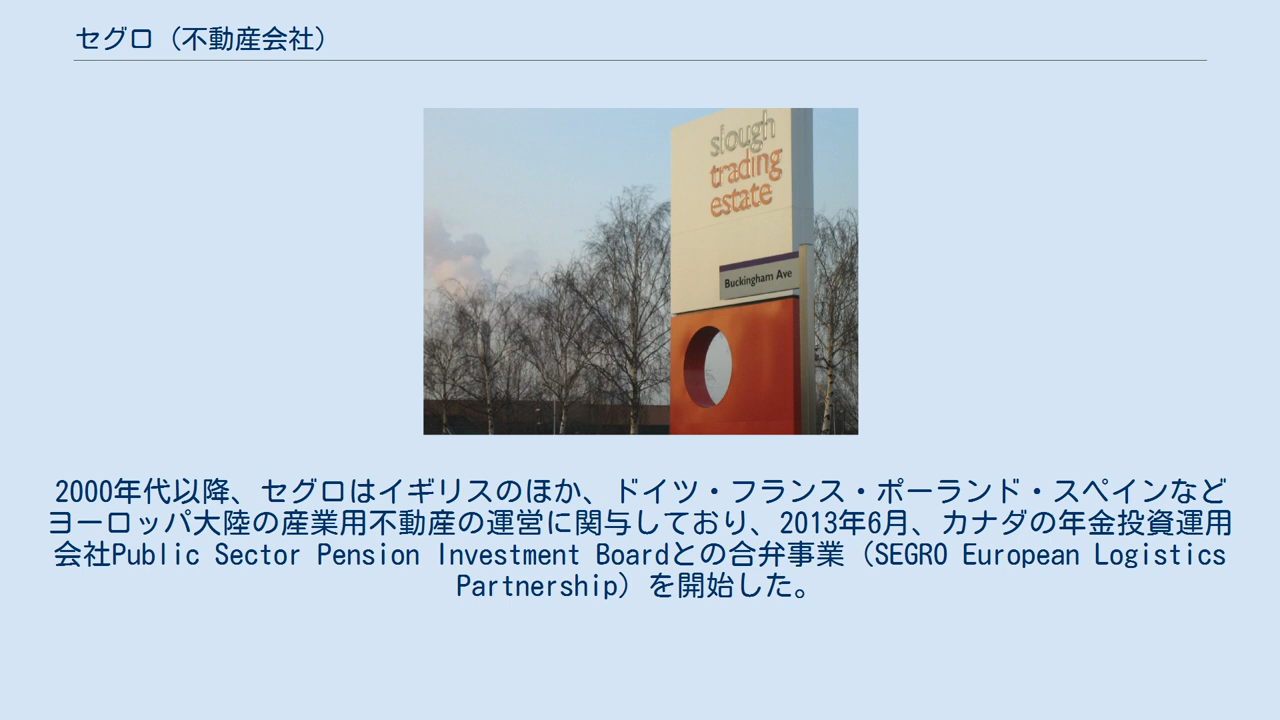 セグロ（不動産会社）
slough
trading
estate
Buckingham Ave
2000年代以降、セグロはイギリスのほか、ドイツ・フランス・ポーランド・スペインなど
ヨーロッパ大陸の産業用不動産の運営に関与しており、2013年6月、カナダの年金投資運用
会社Public Sector Pension Investment Boardとの合弁事業（SEGRO European Logistics
Partnership）を開始した。